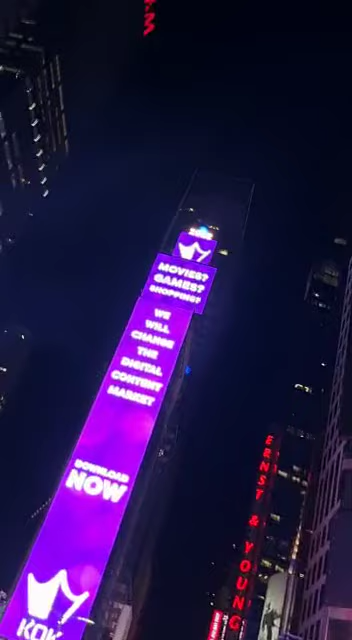 MOVIES?
GAMES?
SHOPPING?
WE
WILL
CHANGE
THE
DIGITAL
CONTENT
MARKET
DOWNLOAD
NOW
KOK
ERNST & YOUNG